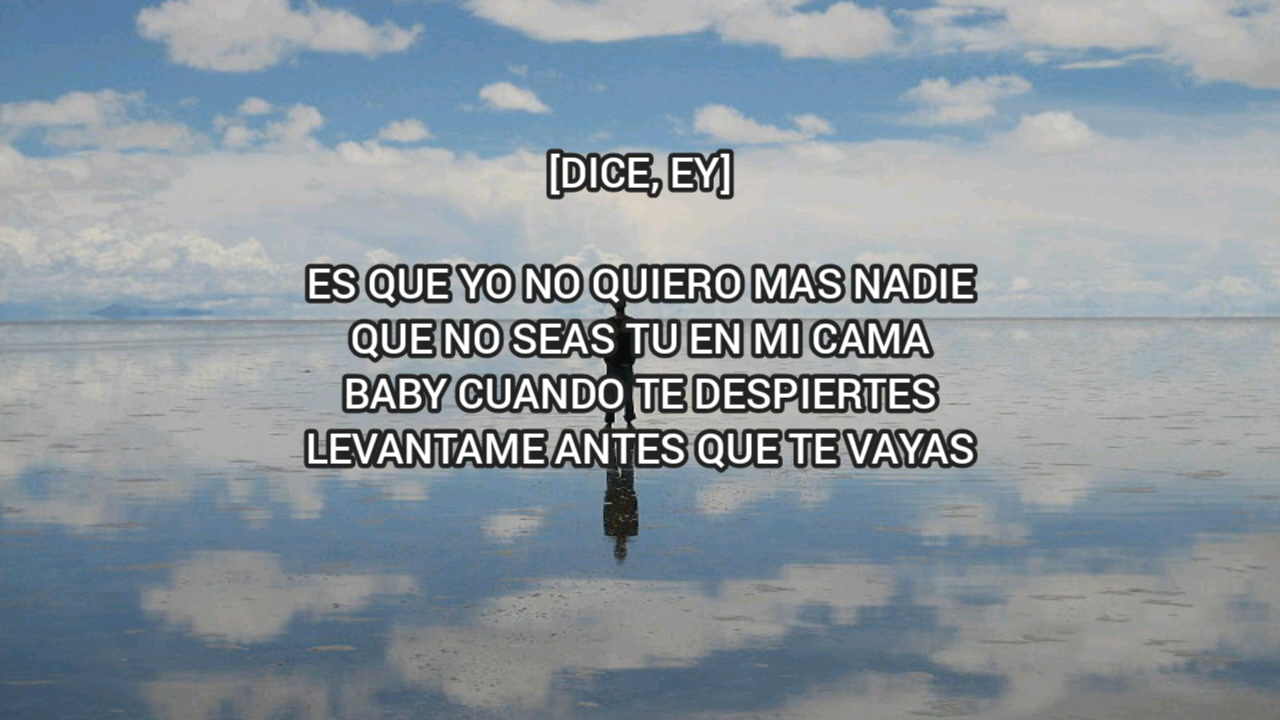 [DICE, EY]
ES QUE YO NO QUIERO MAS NADIE
QUE NO SEAS TU EN MI CAMA
BABY CUANDO TE DESPIERTES
LEVANTAME ANTES QUE TE VAYAS